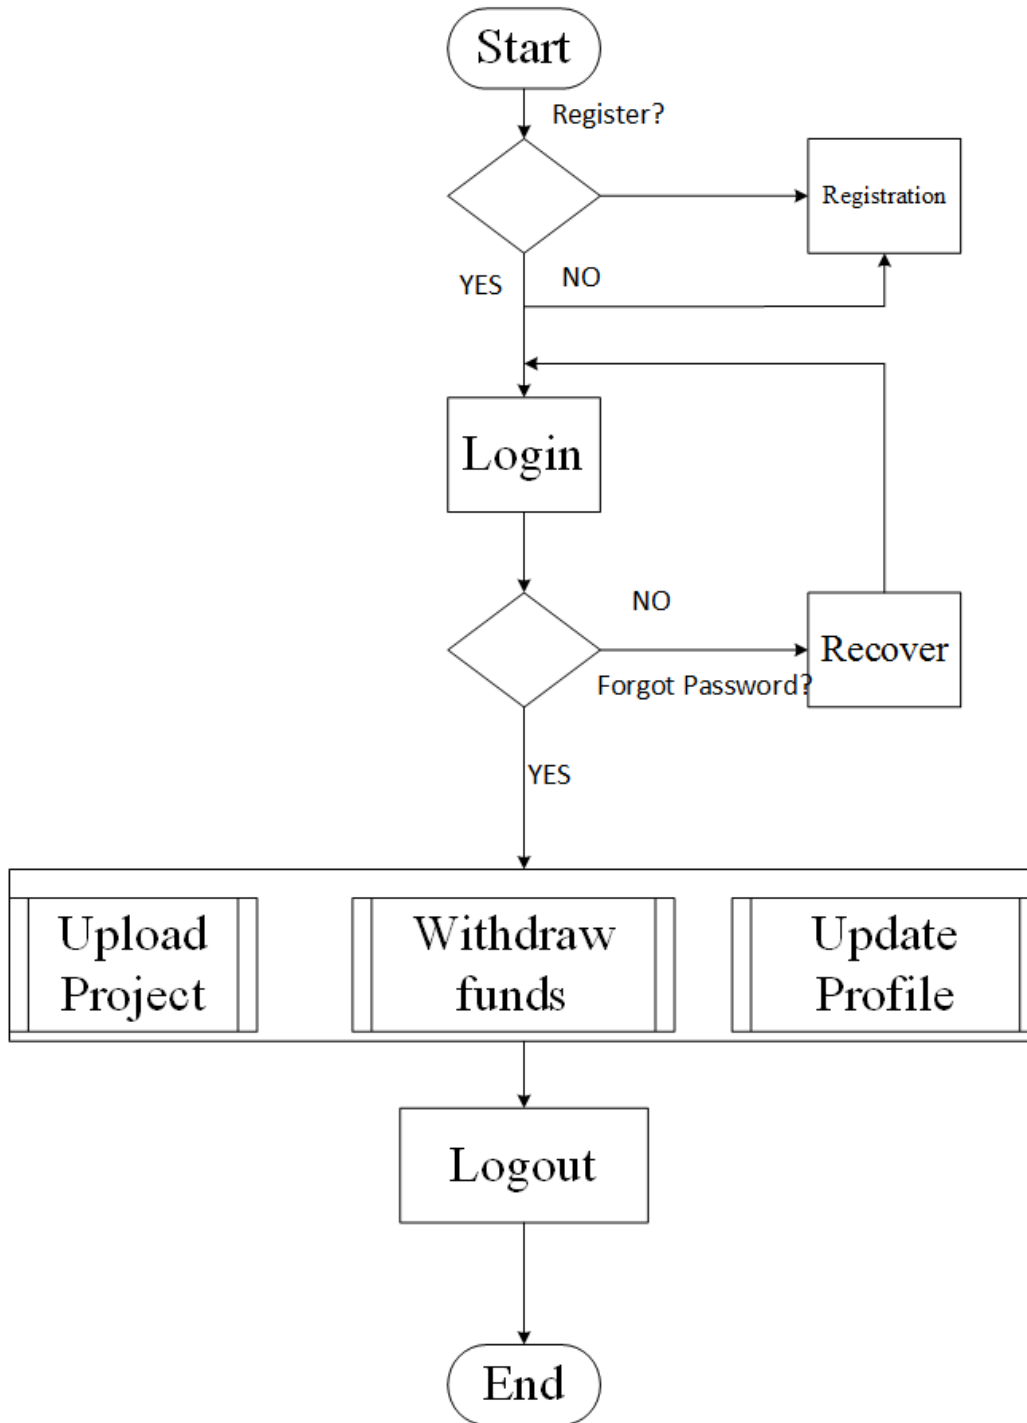 Start
Register?
Registration
YES
NO
Login
NO
Recover
Forgot Password?
YES
Upload
Project
Withdraw
funds
Update
Profile
Logout
End